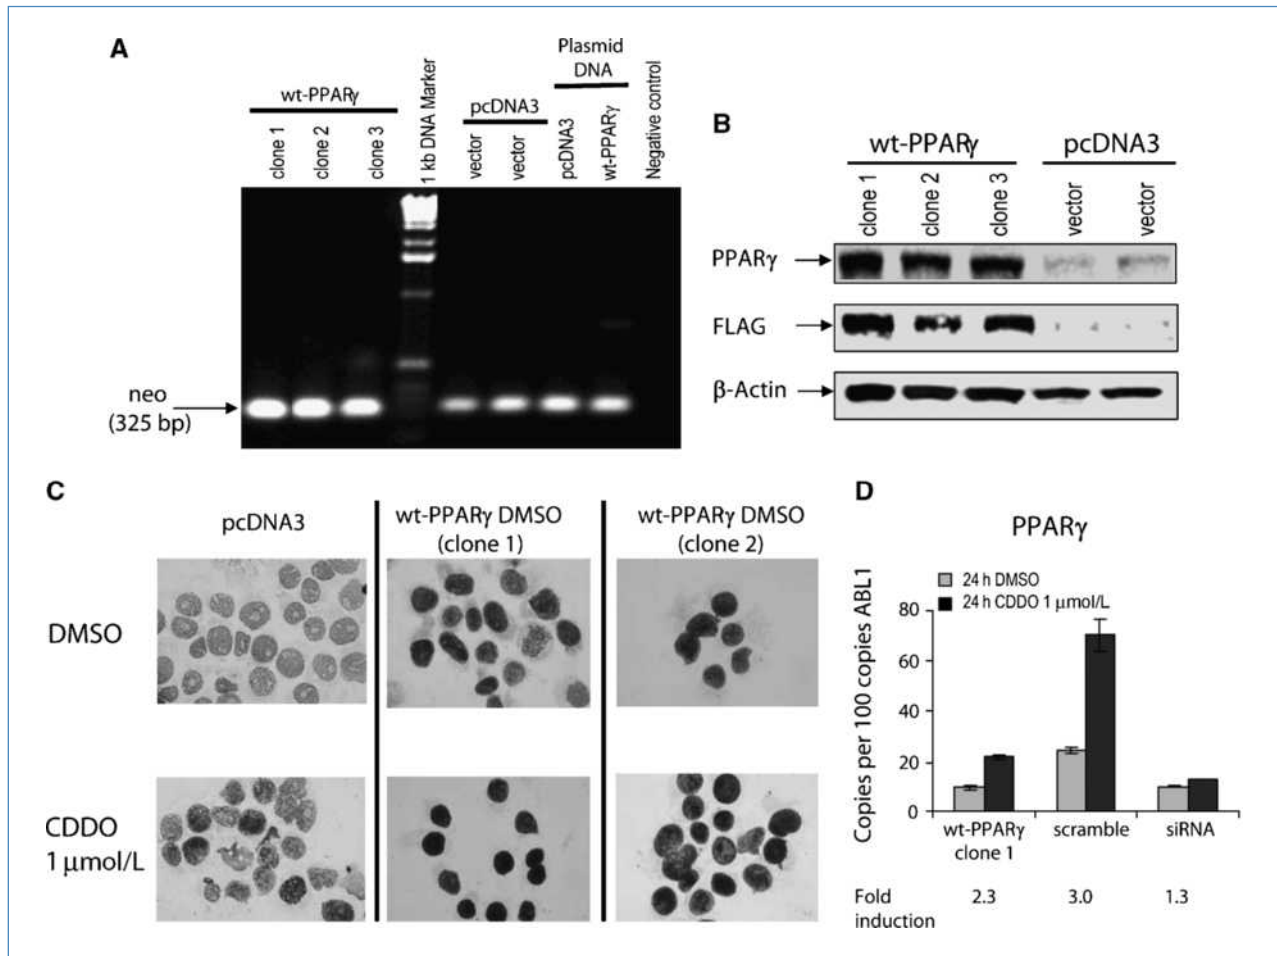 A
wt-PPARγ
clone 1
clone 2
clone 3
1 kb DNA Marker
pcDNA3
vector
vector
Plasmid
DNA
pcDNA3
wt-PPARγ
Negative control
neo
(325 bp)
B
wt-PPARγ
pcDNA3
clone 1
clone 2
clone 3
vector
vector
PPARγ
FLAG
β-Actin
C
pcDNA3
wt-PPARγ DMSO
(clone 1)
wt-PPARγ DMSO
(clone 2)
DMSO
CDDO
1 μmol/L
D
PPARγ
24 h DMSO
24 h CDDO 1 μmol/L
Copies per 100 copies ABL1
80
60
40
20
0
wt-PPARγ
clone 1
scramble
siRNA
Fold
induction
2.3
3.0
1.3